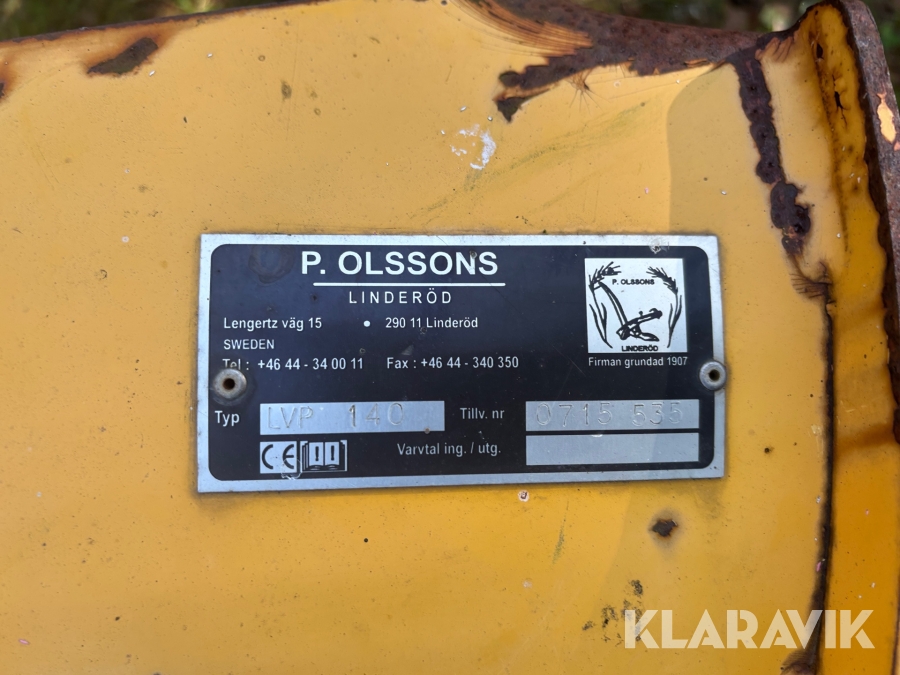 P. OLSSONS
LINDERÖD
Lengertz väg 15 • 290 11 Linderöd
SWEDEN
Tel : +46 44 - 34 00 11 Fax : +46 44 - 340 350
P. OLSSONS
LINDERÖD
Firman grundad 1907
Typ LVP 140 Tillv. nr 0715 535
CE Varvtal ing. / utg.
KLARAVIK